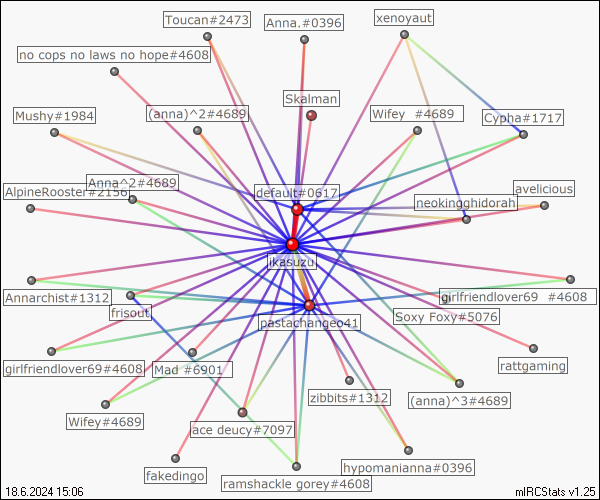 Toucan#2473
Anna.#0396
xenoyaut
no cops no laws no hope#4608
Skalman
Mushy#1984
(anna)^2#4689
Wifey #4689
Cypha#1717
Anna^2#4689
AlpineRooster#2156
default#0617
avelicious
neokingghidorah
ikasuzu
Annarchist#1312
girlfriendlover69 #4608
frisout
pastachangeo41
Soxy Foxy#5076
girlfriendlover69#4608
Mad #6901
rattgaming
zibbits#1312
(anna)^3#4689
Wifey#4689
ace deucy#7097
fakedingo
hypomanianna#0396
ramshackle gorey#4608
18.6.2024 15:06
mIRCStats v1.25